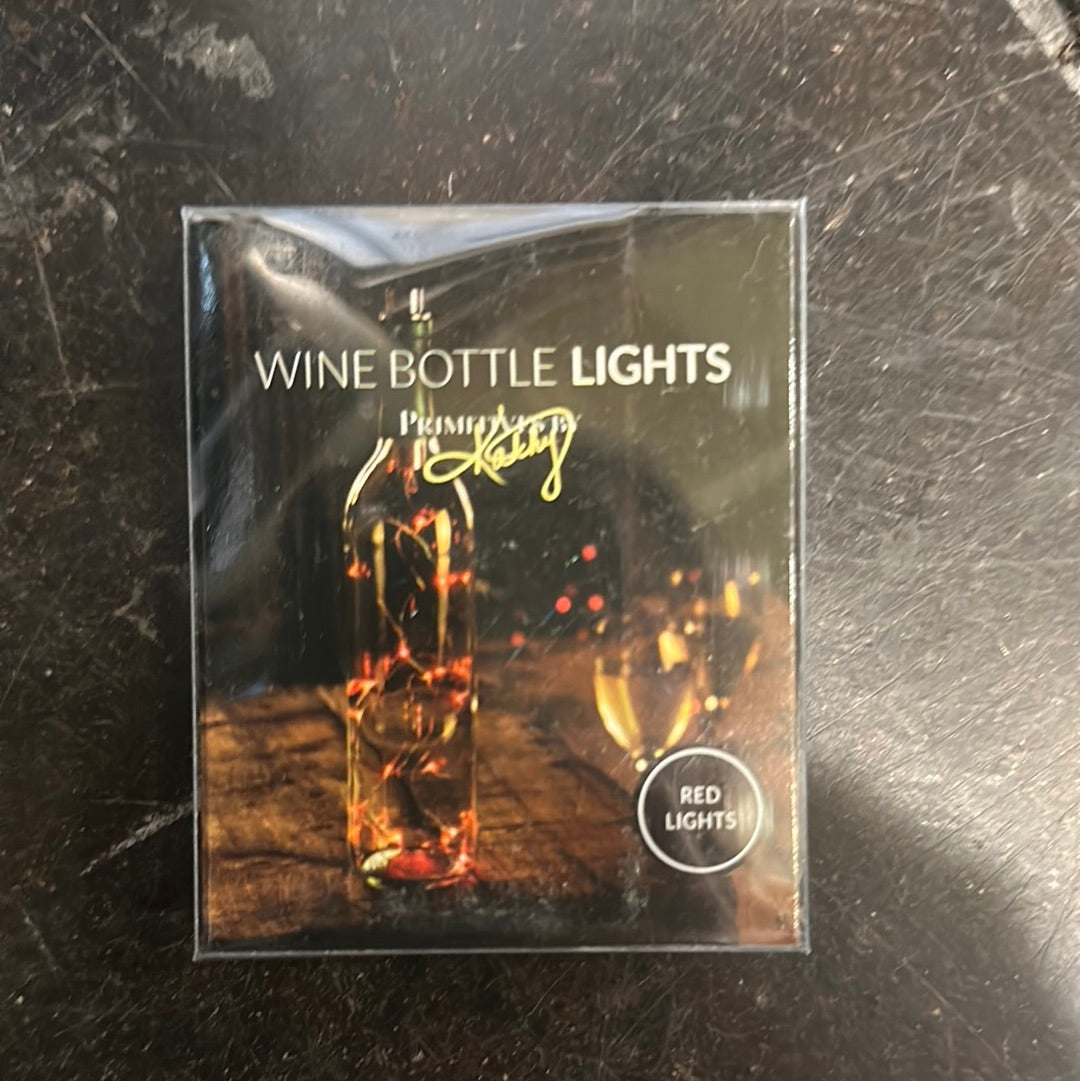 WINE BOTTLE LIGHTS
PRIMITIVES BY
Kathy
RED
LIGHTS